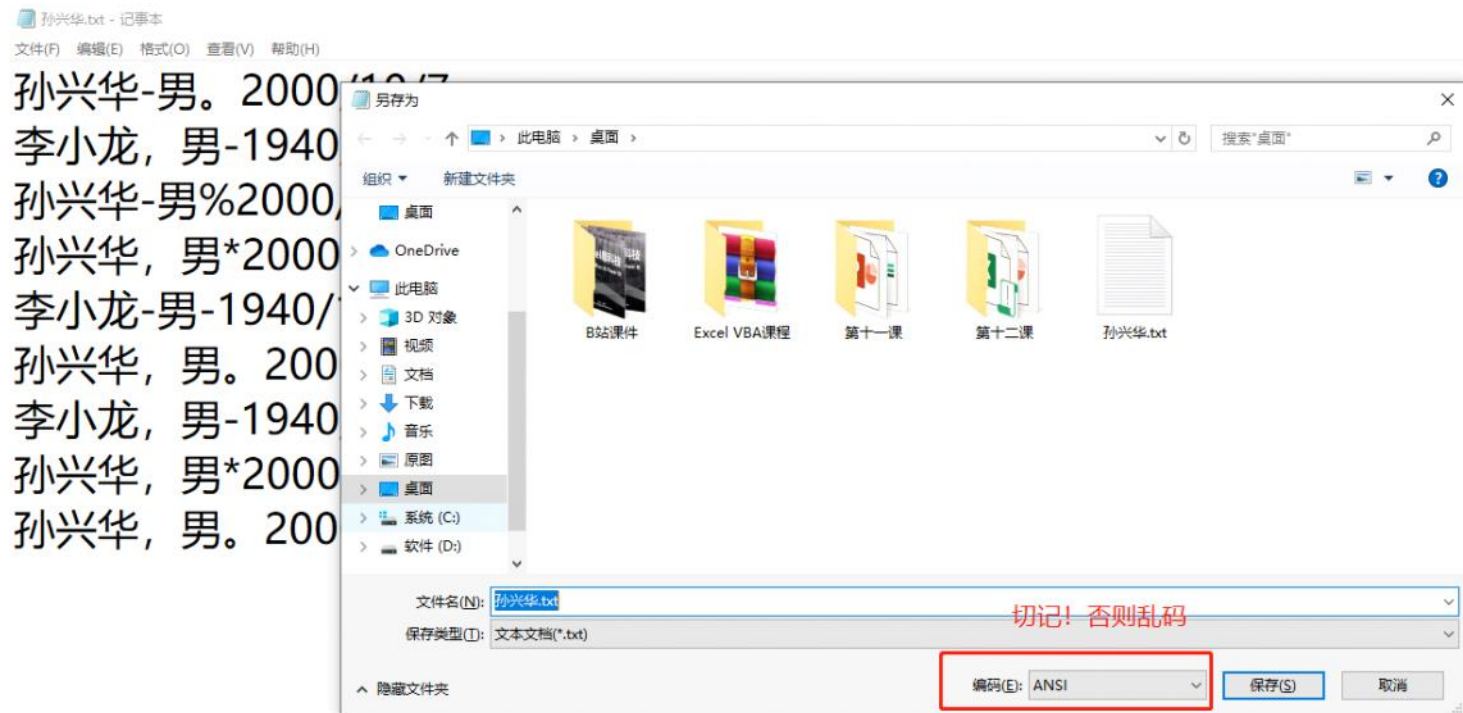 孙兴华.txt - 记事本
文件(F) 编辑(E) 格式(O) 查看(V) 帮助(H)
孙兴华-男。2000/10/7
李小龙，男-1940
孙兴华-男%2000/
孙兴华，男*2000
李小龙-男-1940/
孙兴华，男。200
李小龙，男-1940
孙兴华，男*2000
孙兴华，男。200
另存为
此电脑 › 桌面 ›
搜索"桌面"
组织 新建文件夹
桌面
OneDrive
此电脑
3D 对象
视频
文档
下载
音乐
原图
桌面
系统 (C:)
软件 (D:)
B站课件
Excel VBA课程
第十一课
第十二课
孙兴华.txt
文件名(N): 孙兴华.txt
切记！否则乱码
保存类型(T): 文本文档(*.txt)
隐藏文件夹
编码(E): ANSI
保存(S)
取消